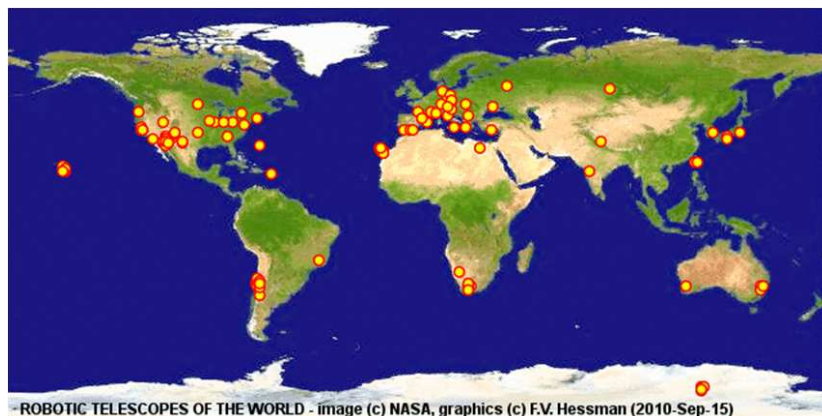 - ROBOTIC TELESCOPES OF THE WORLD - image (c) NASA, graphics (c) F.V. Hessman (2010-Sep-15)